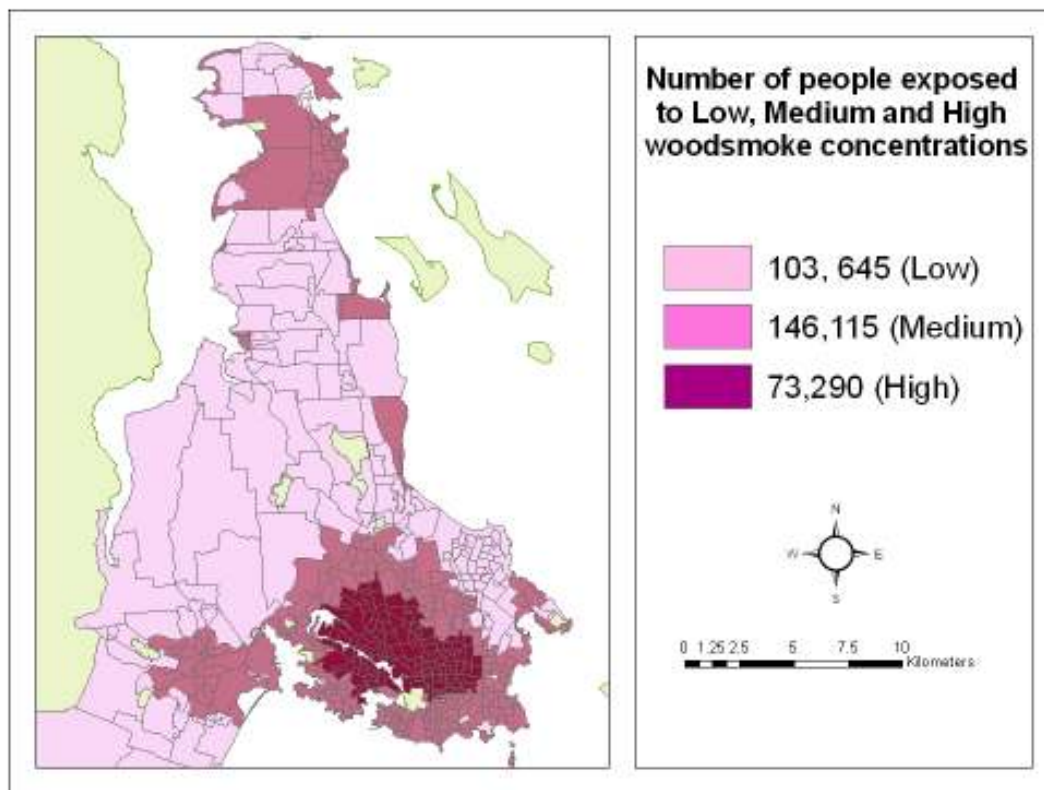 Number of people exposed
to Low, Medium and High
woodsmoke concentrations
103, 645 (Low)
146,115 (Medium)
73,290 (High)
N
W E
S
0 1.25 2.5 5 7.5 10
Kilometers